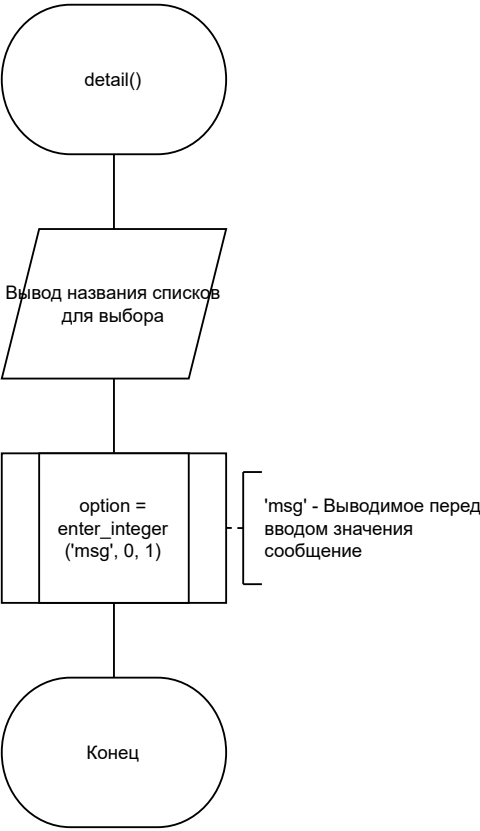 detail()
Вывод названия списков
для выбора
option =
enter_integer
('msg', 0, 1)
'msg' - Выводимое перед
вводом значения
сообщение
Конец